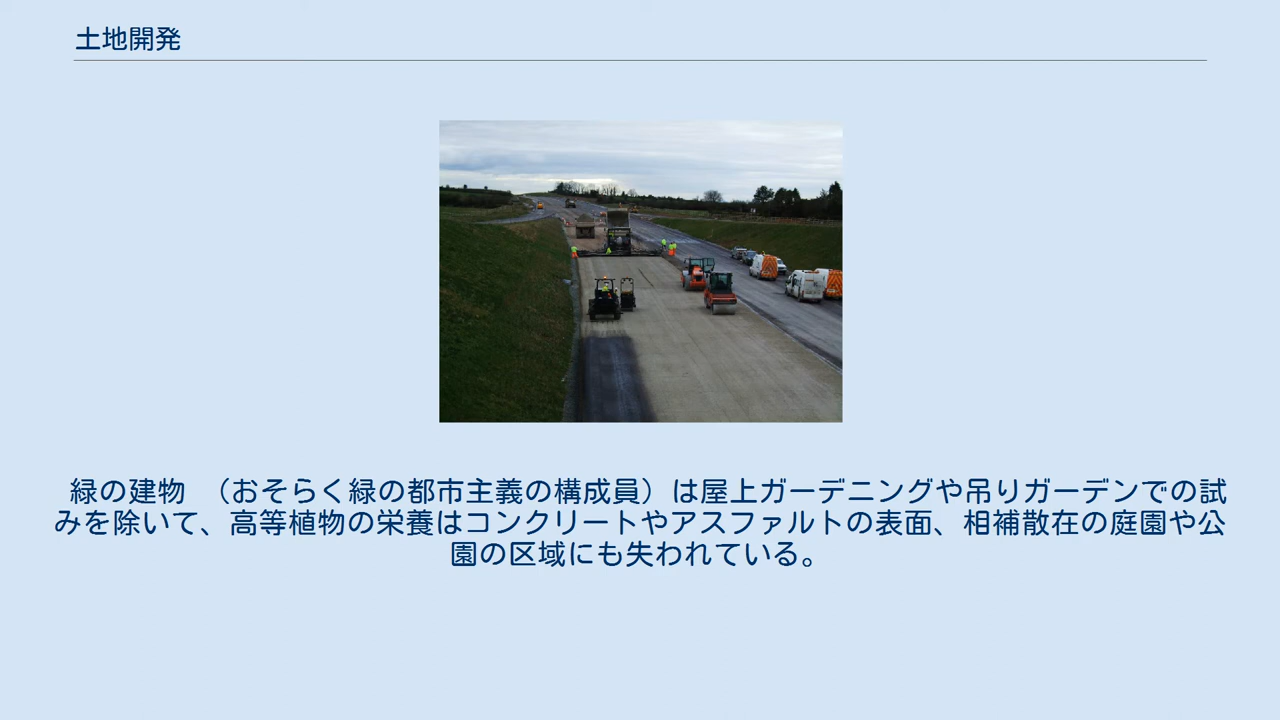 土地開発
緑の建物 （おそらく緑の都市主義の構成員）は屋上ガーデニングや吊りガーデンでの試
みを除いて、高等植物の栄養はコンクリートやアスファルトの表面、相補散在の庭園や公
園の区域にも失われている。